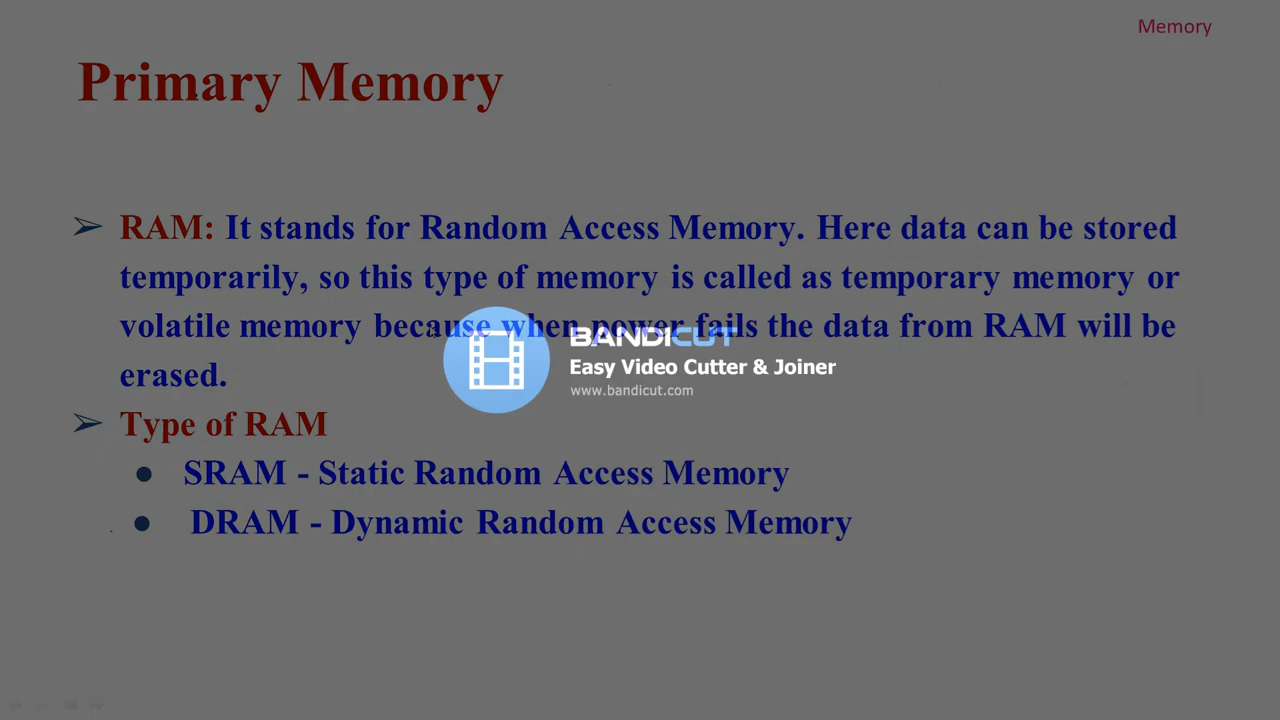 Memory
Primary Memory
➢ RAM: It stands for Random Access Memory. Here data can be stored
temporarily, so this type of memory is called as temporary memory or
volatile memory because when power fails the data from RAM will be
erased.
BANDICUT
Easy Video Cutter & Joiner
www.bandicut.com
➢ Type of RAM
● SRAM - Static Random Access Memory
● DRAM - Dynamic Random Access Memory